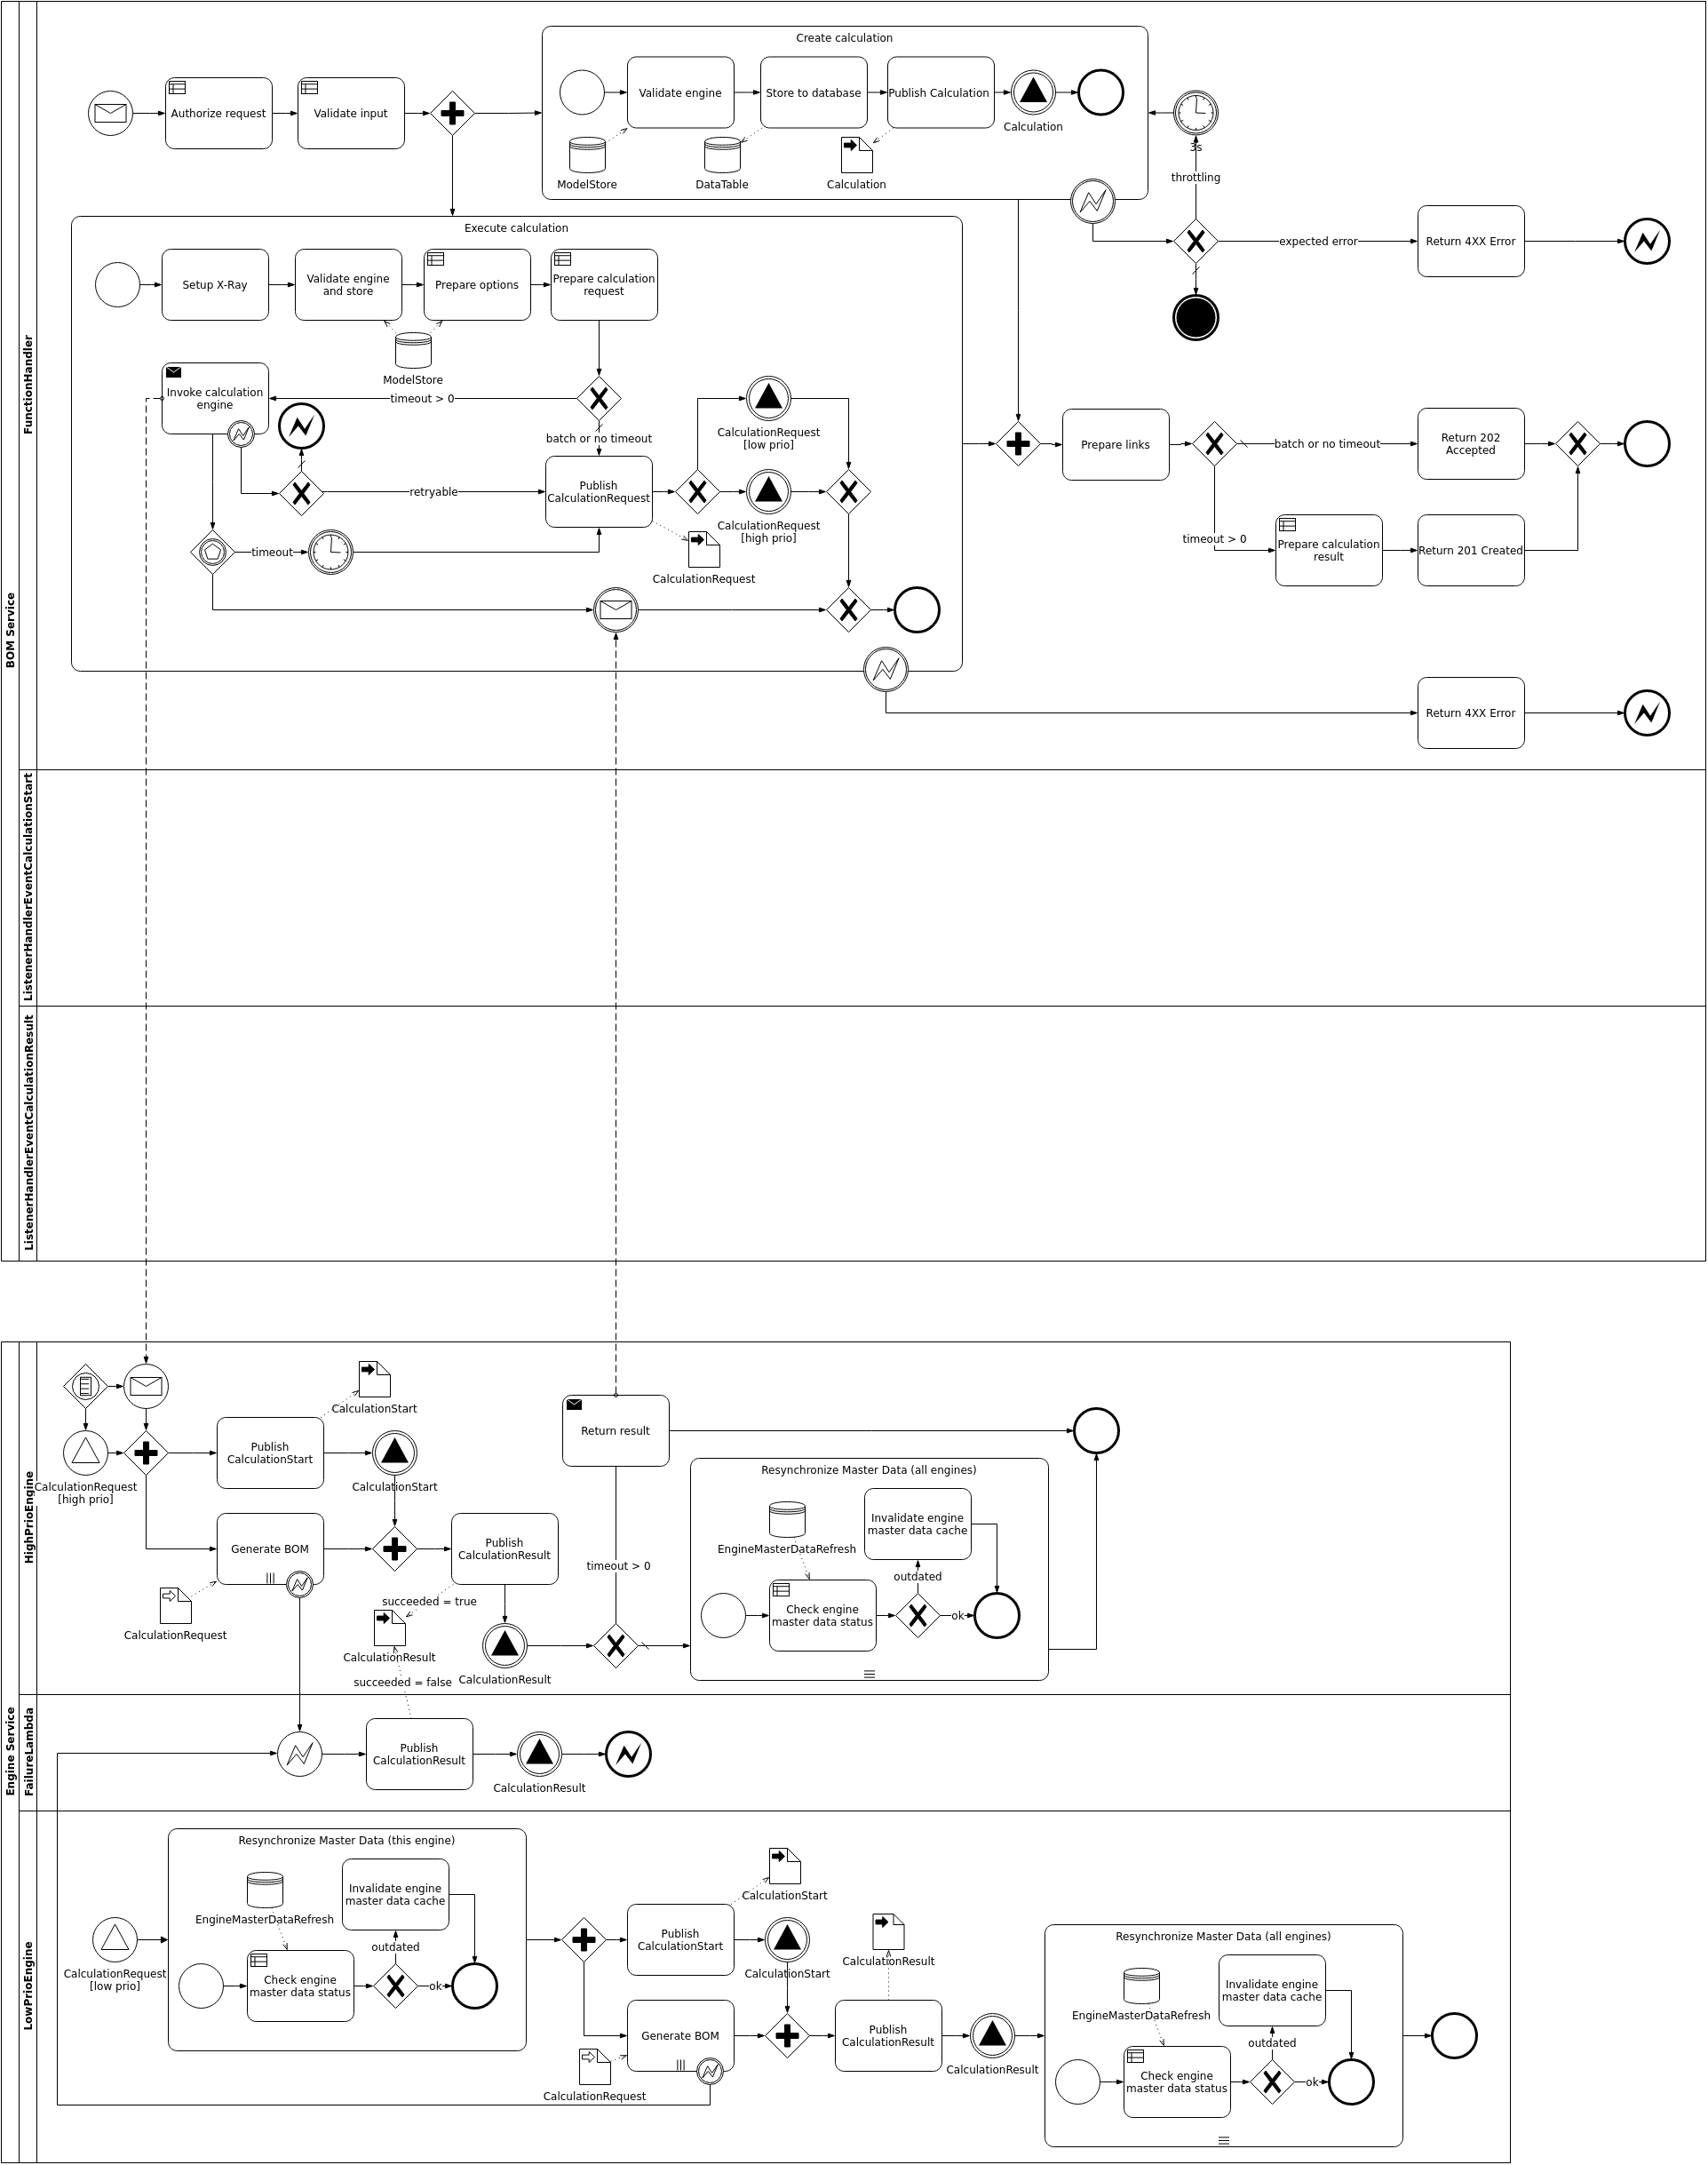 BOM Service
FunctionHandler
Create calculation
Validate engine
Store to database
Publish Calculation
Calculation
ModelStore
DataTable
Calculation
Authorize request
Validate input
3s
throttling
expected error
Return 4XX Error
Execute calculation
Setup X-Ray
Validate engine
and store
Prepare options
Prepare calculation
request
ModelStore
Invoke calculation
engine
timeout > 0
batch or no timeout
CalculationRequest
[low prio]
Publish
CalculationRequest
retryable
CalculationRequest
[high prio]
timeout
CalculationRequest
Prepare links
batch or no timeout
Return 202
Accepted
timeout > 0
Prepare calculation
result
Return 201 Created
Return 4XX Error
ListenerHandlerEventCalculationStart
ListenerHandlerEventCalculationResult
Engine Service
HighPrioEngine
CalculationStart
Publish
CalculationStart
CalculationStart
CalculationRequest
[high prio]
Return result
Generate BOM
Publish
CalculationResult
CalculationRequest
succeeded = true
CalculationResult
succeeded = false
CalculationResult
timeout > 0
Resynchronize Master Data (all engines)
EngineMasterDataRefresh
Invalidate engine
master data cache
outdated
Check engine
master data status
ok
FailureLambda
Publish
CalculationResult
CalculationResult
LowPrioEngine
CalculationRequest
[low prio]
Resynchronize Master Data (this engine)
EngineMasterDataRefresh
Invalidate engine
master data cache
outdated
Check engine
master data status
ok
CalculationStart
Publish
CalculationStart
CalculationStart
Generate BOM
CalculationRequest
CalculationResult
Publish
CalculationResult
CalculationResult
Resynchronize Master Data (all engines)
EngineMasterDataRefresh
Invalidate engine
master data cache
outdated
Check engine
master data status
ok